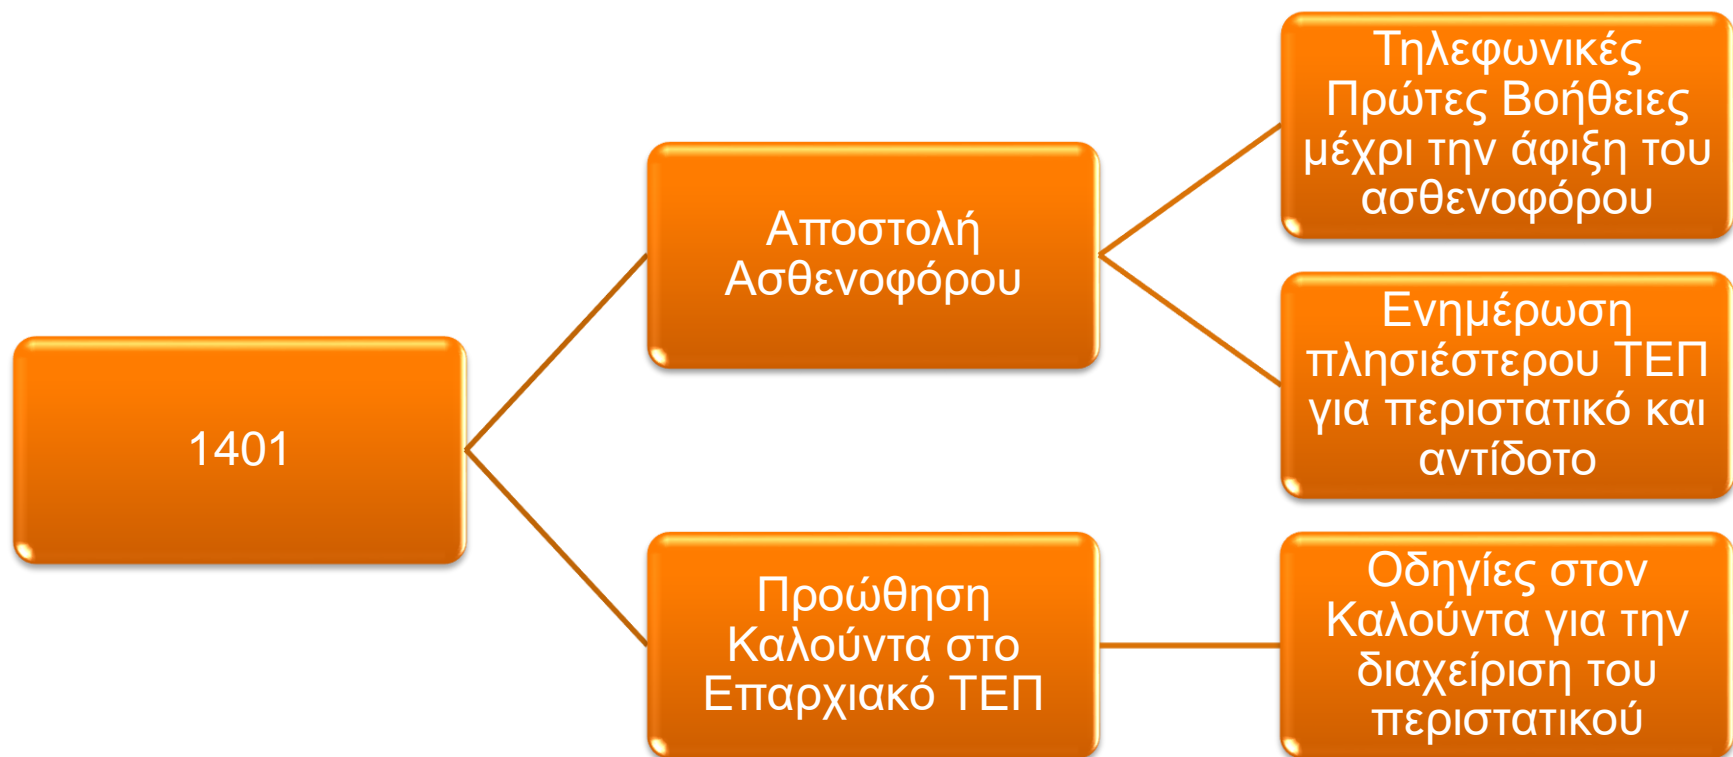 1401
Αποστολή
Ασθενοφόρου
Τηλεφωνικές
Πρώτες Βοήθειες
μέχρι την άφιξη του
ασθενοφόρου
Ενημέρωση
πλησιέστερου ΤΕΠ
για περιστατικό και
αντίδοτο
Προώθηση
Καλούντα στο
Επαρχιακό ΤΕΠ
Οδηγίες στον
Καλούντα για την
διαχείριση του
περιστατικού